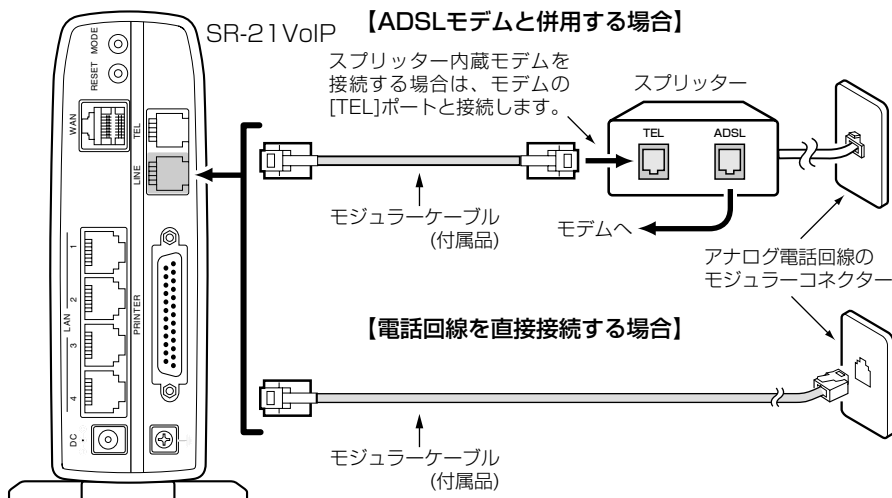 SR-21VoIP
【ADSLモデムと併用する場合】
スプリッター内蔵モデムを
接続する場合は、モデムの
[TEL]ポートと接続します。
スプリッター
TEL
ADSL
モジュラーケーブル
(付属品)
モデムへ
アナログ電話回線の
モジュラーコネクター
【電話回線を直接接続する場合】
モジュラーケーブル
(付属品)
MODE
RESET
WAN
TEL
LINE
1
2
LAN
3
4
PRINTER
DC